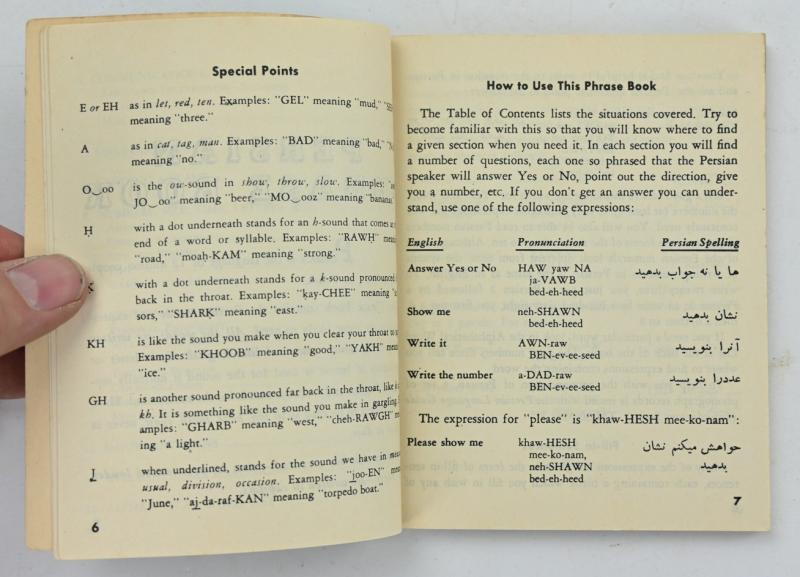 Special Points
E or EH as in let, red, ten. Examples: "GEL" meaning "mud,"
meaning "three."
A as in cat, tag, man. Examples: "BAD" meaning "bad,"
meaning "no."
O‿oo is the ow-sound in show, throw, slow. Examples:
JO‿oo" meaning "beer," "MO‿ooz" meaning "banana
Ḥ with a dot underneath stands for an h-sound that comes at
end of a word or syllable. Examples: "RAWḤ" meaning
"road," "moaḥ-KAM" meaning "strong."
Ḳ with a dot underneath stands for a k-sound pronounced
back in the throat. Examples: "ḳay-CHEE" meaning
sors," "SHARḲ" meaning "east."
KH is like the sound you make when you clear your throat to
Examples: "KHOOB" meaning "good," "YAKH"
"ice."
GH is another sound pronounced far back in the throat, like
kh. It is something like the sound you make in gargling.
amples: "GHARB" meaning "west," "cheh-RAWGH"
ing "a light."
J̲ when underlined, stands for the sound we have in
usual, division, occasion. Examples: "j̲oo-EN"
"June," "aj̲-da-raf-KAN" meaning "torpedo boat."
6
How to Use This Phrase Book
The Table of Contents lists the situations covered. Try to
become familiar with this so that you will know where to find
a given section when you need it. In each section you will find
a number of questions, each one so phrased that the Persian
speaker will answer Yes or No, point out the direction, give
you a number, etc. If you don't get an answer you can under-
stand, use one of the following expressions:
English Pronunciation Persian Spelling
Answer Yes or No HAW yaw NA ها یا نه جواب بدهید
ja-VAWB
bed-eh-heed
Show me neh-SHAWN نشان بدهید
bed-eh-heed
Write it AWN-raw آنرا بنویسید
BEN-ev-ee-seed
Write the number a-DAD-raw عددرا بنویسید
BEN-ev-ee-seed
The expression for "please" is "khaw-HESH mee-ko-nam":
Please show me khaw-HESH حواهش میکنم نشان
mee-ko-nam, بدهید
neh-SHAWN
bed-eh-heed
7